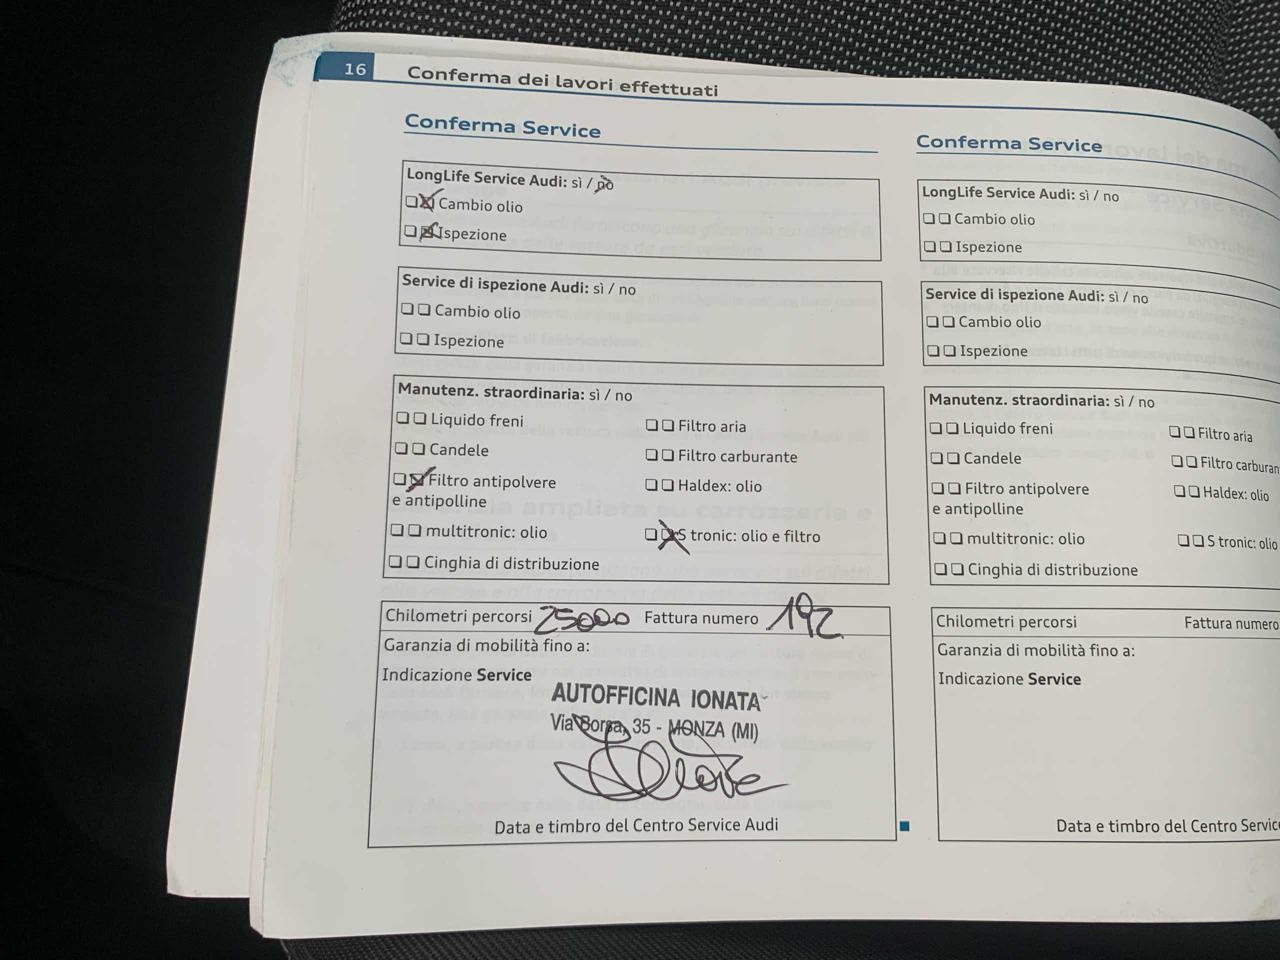 16 Conferma dei lavori effettuati
Conferma Service
LongLife Service Audi: sì / no
Cambio olio
Ispezione
Service di ispezione Audi: sì / no
Cambio olio
Ispezione
Manutenz. straordinaria: sì / no
Liquido freni
Filtro aria
Candele
Filtro carburante
Filtro antipolvere
e antipolline
Haldex: olio
multitronic: olio
S tronic: olio e filtro
Cinghia di distribuzione
Chilometri percorsi 25000 Fattura numero 192
Garanzia di mobilità fino a:
Indicazione Service
AUTOFFICINA IONATA
Via Borsa, 35 - MONZA (MI)
Data e timbro del Centro Service Audi
Conferma Service
LongLife Service Audi: sì / no
Cambio olio
Ispezione
Service di ispezione Audi: sì / no
Cambio olio
Ispezione
Manutenz. straordinaria: sì / no
Liquido freni
Filtro aria
Candele
Filtro carburan
Filtro antipolvere
e antipolline
Haldex: olio
multitronic: olio
S tronic: olio
Cinghia di distribuzione
Chilometri percorsi Fattura numero
Garanzia di mobilità fino a:
Indicazione Service
Data e timbro del Centro Servic